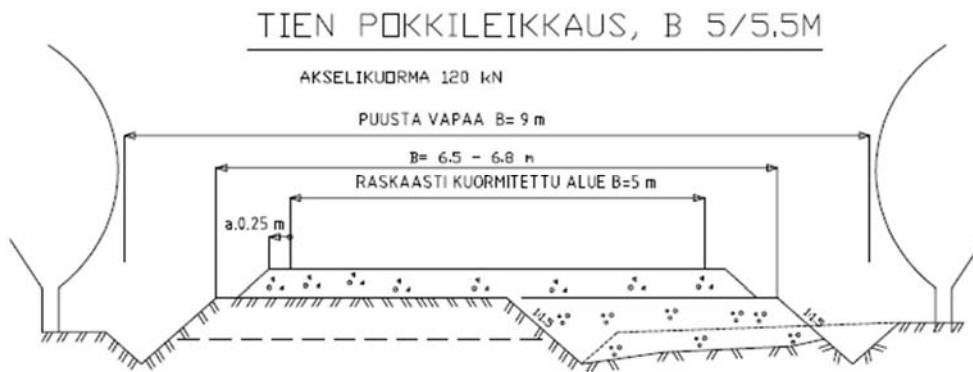 TIEN POKKILEIKKAUS, B 5/5.5M
AKSELIKUORMA 120 kN
PUUSTA VAPAA B= 9 m
B= 6.5 - 6.8 m
RASKAASTI KUORMITETTU ALUE B=5 m
a.0.25 m
1:1.5
1:1.5